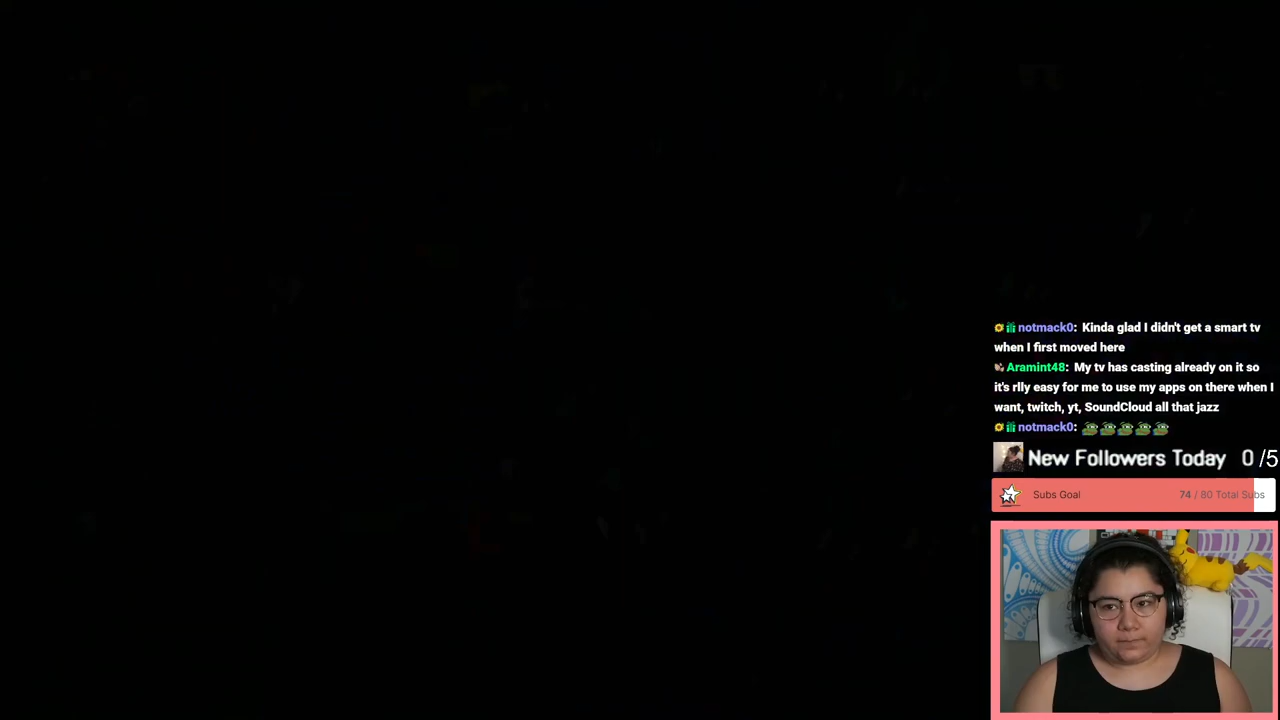 notmack0: Kinda glad I didn't get a smart tv
when I first moved here
Aramint48: My tv has casting already on it so
it's rlly easy for me to use my apps on there when I
want, twitch, yt, SoundCloud all that jazz
notmack0:
New Followers Today 0 /5
Subs Goal 74 / 80 Total Subs